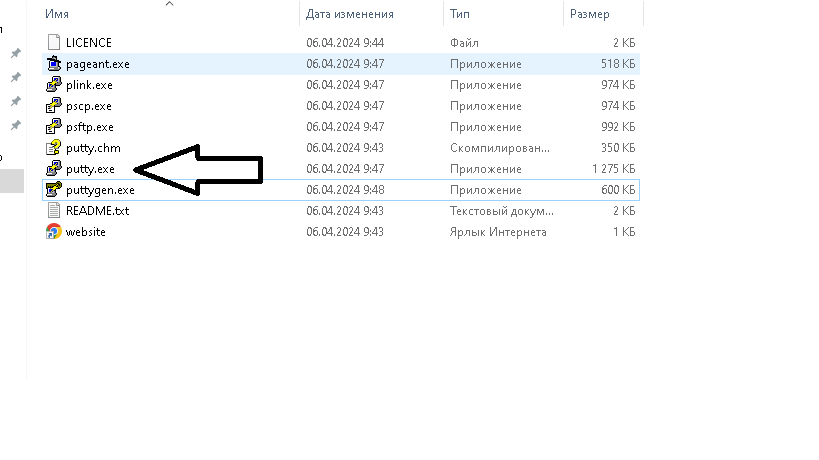 Имя Дата изменения Тип Размер
LICENCE 06.04.2024 9:44 Файл 2 КБ
pageant.exe 06.04.2024 9:47 Приложение 518 КБ
plink.exe 06.04.2024 9:47 Приложение 974 КБ
pscp.exe 06.04.2024 9:47 Приложение 974 КБ
psftp.exe 06.04.2024 9:47 Приложение 992 КБ
putty.chm 06.04.2024 9:43 Скомпилирован... 350 КБ
putty.exe 06.04.2024 9:47 Приложение 1 275 КБ
puttygen.exe 06.04.2024 9:48 Приложение 600 КБ
README.txt 06.04.2024 9:43 Текстовый докум... 2 КБ
website 06.04.2024 9:43 Ярлык Интернета 1 КБ